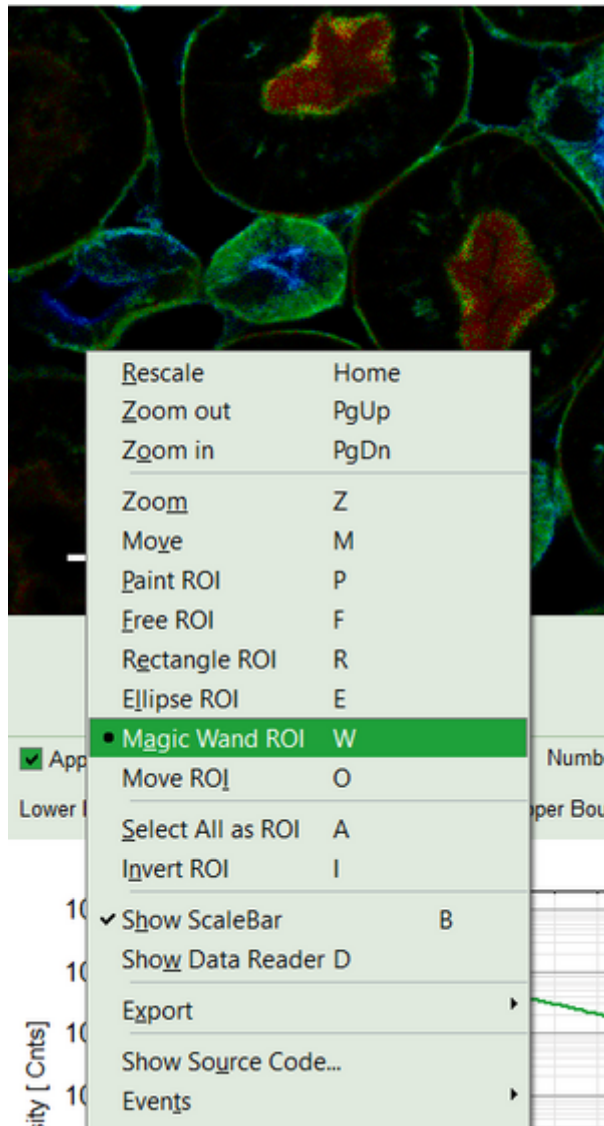 Rescale Home
Zoom out PgUp
Zoom in PgDn
Zoom Z
Move M
Paint ROI P
Free ROI F
Rectangle ROI R
Ellipse ROI E
Magic Wand ROI W
App Numb
Move ROI O
Lower pper Bou
Select All as ROI A
Invert ROI I
Show ScaleBar B
Show Data Reader D
Export
Show Source Code...
Events
sity [ Cnts]